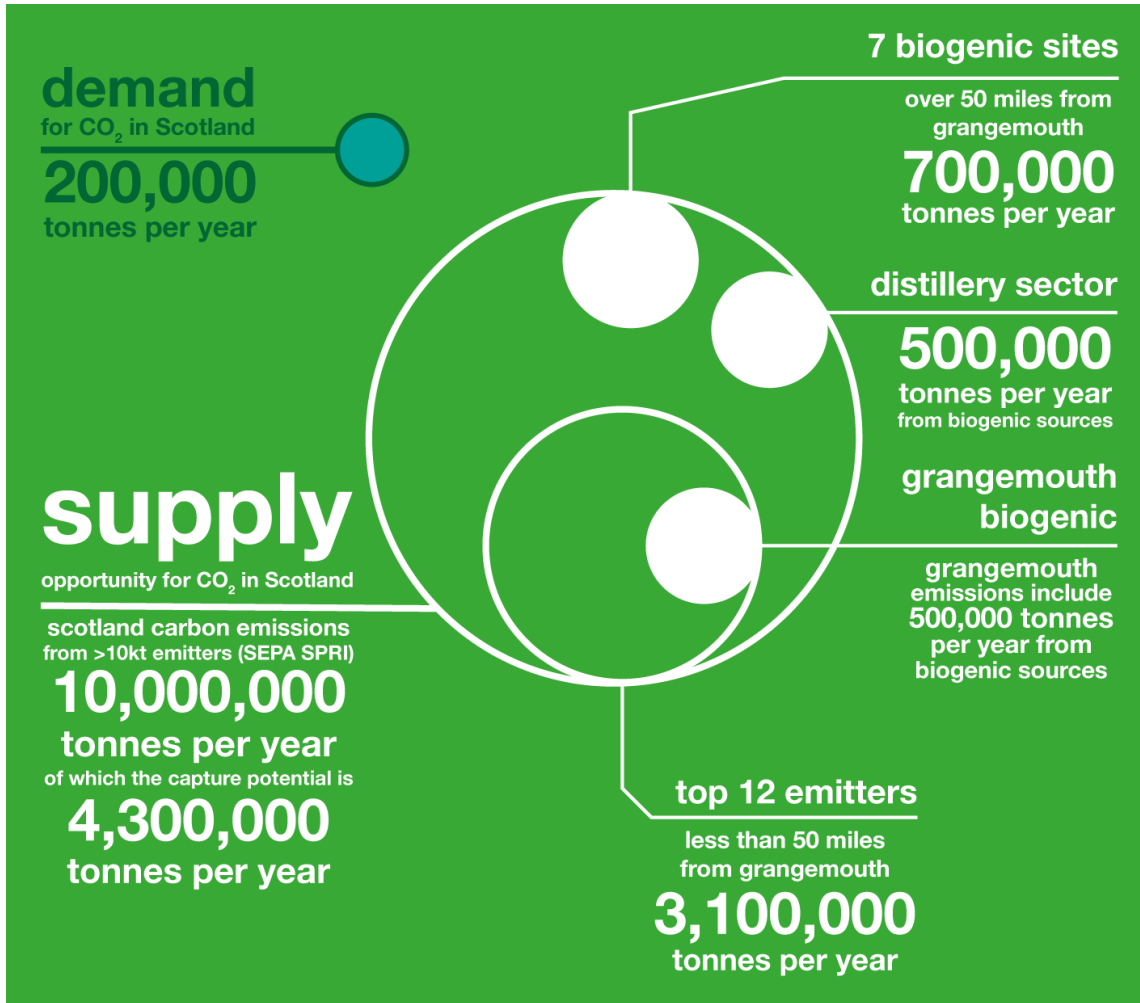 demand
for CO₂ in Scotland
200,000
tonnes per year
7 biogenic sites
over 50 miles from
grangemouth
700,000
tonnes per year
distillery sector
500,000
tonnes per year
from biogenic sources
grangemouth
biogenic
grangemouth
emissions include
500,000 tonnes
per year from
biogenic sources
supply
opportunity for CO₂ in Scotland
scotland carbon emissions
from >10kt emitters (SEPA SPRI)
10,000,000
tonnes per year
of which the capture potential is
4,300,000
tonnes per year
top 12 emitters
less than 50 miles
from grangemouth
3,100,000
tonnes per year